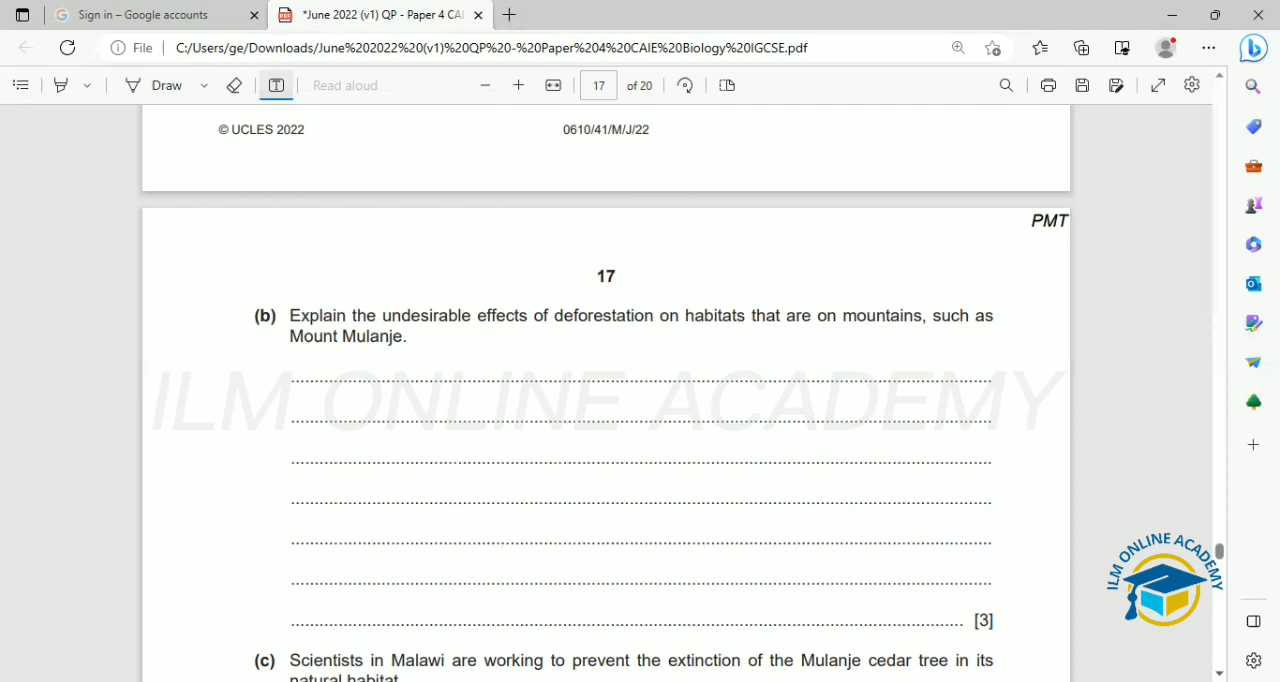 Sign in – Google accounts
*June 2022 (v1) QP - Paper 4 CAI
File
C:/Users/ge/Downloads/June%202022%20(v1)%20QP%20-%20Paper%204%20CAIE%20Biology%20IGCSE.pdf
Draw
Read aloud
17
of 20
© UCLES 2022
0610/41/M/J/22
PMT
17
(b) Explain the undesirable effects of deforestation on habitats that are on mountains, such as
Mount Mulanje.
ILM ONLINE ACADEMY
ILM ONLINE ACADEMY
[3]
(c) Scientists in Malawi are working to prevent the extinction of the Mulanje cedar tree in its
natural habitat.